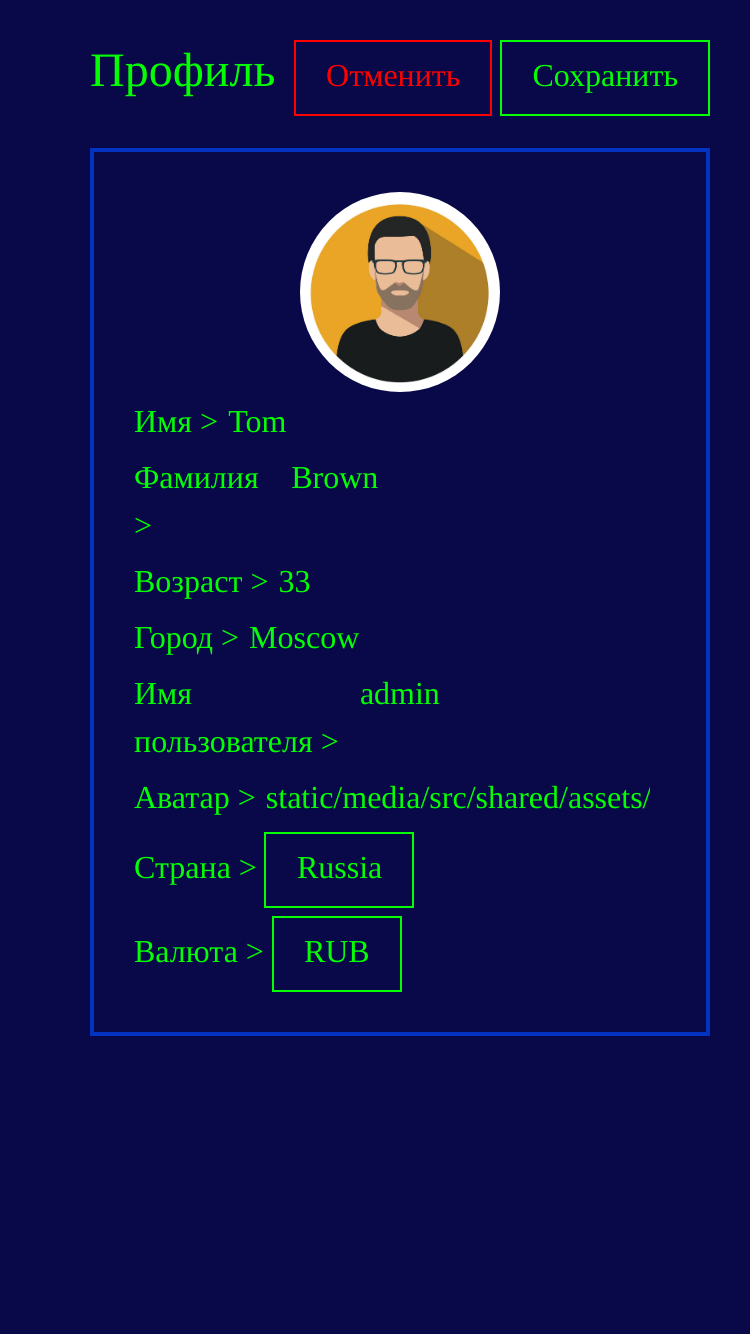 Профиль Отменить Сохранить
Имя > Tom
Фамилия Brown
>
Возраст > 33
Город > Moscow
Имя admin
пользователя >
Аватар > static/media/src/shared/assets/
Страна > Russia
Валюта > RUB